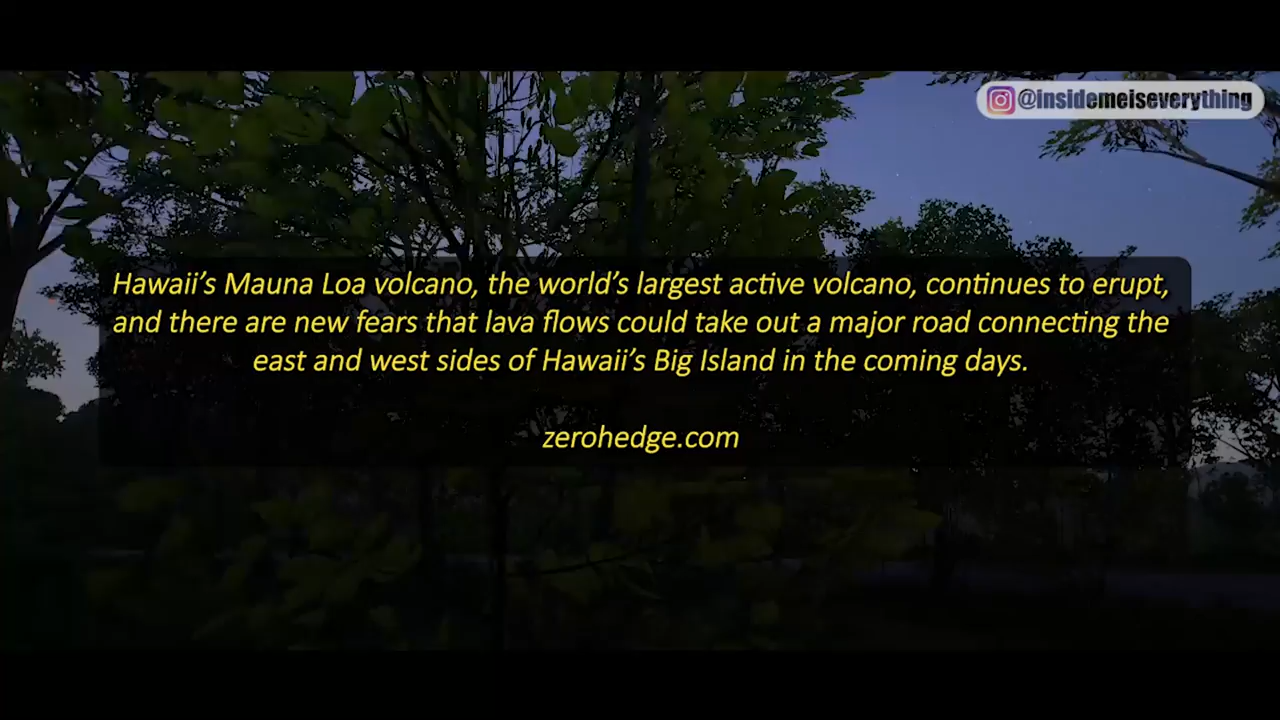 @insidemeiseverything
Hawaii’s Mauna Loa volcano, the world’s largest active volcano, continues to erupt,
and there are new fears that lava flows could take out a major road connecting the
east and west sides of Hawaii’s Big Island in the coming days.
zerohedge.com